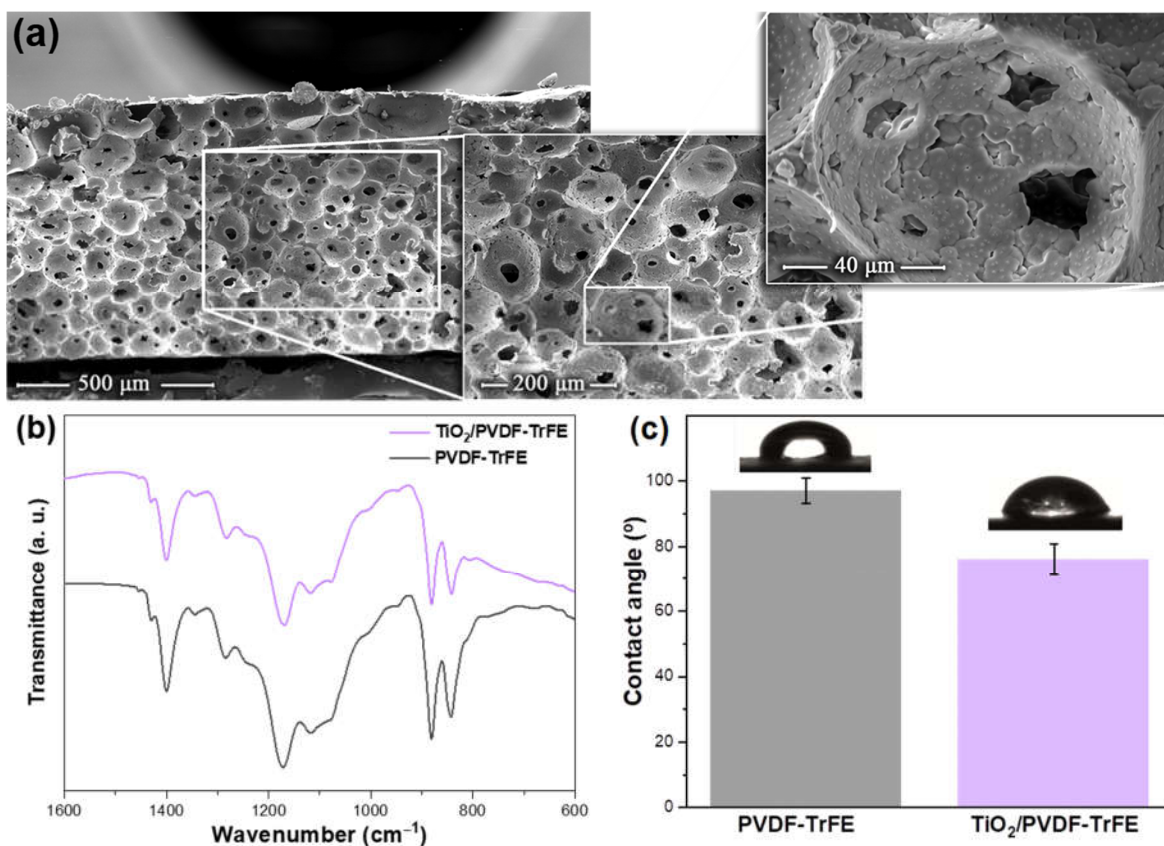 (a)
500 μm
200 μm
40 μm
(b)
TiO₂/PVDF-TrFE
PVDF-TrFE
Transmittance (a. u.)
1600
1400
1200
1000
800
600
Wavenumber (cm⁻¹)
(c)
Contact angle (º)
100
80
60
40
20
0
PVDF-TrFE
TiO₂/PVDF-TrFE